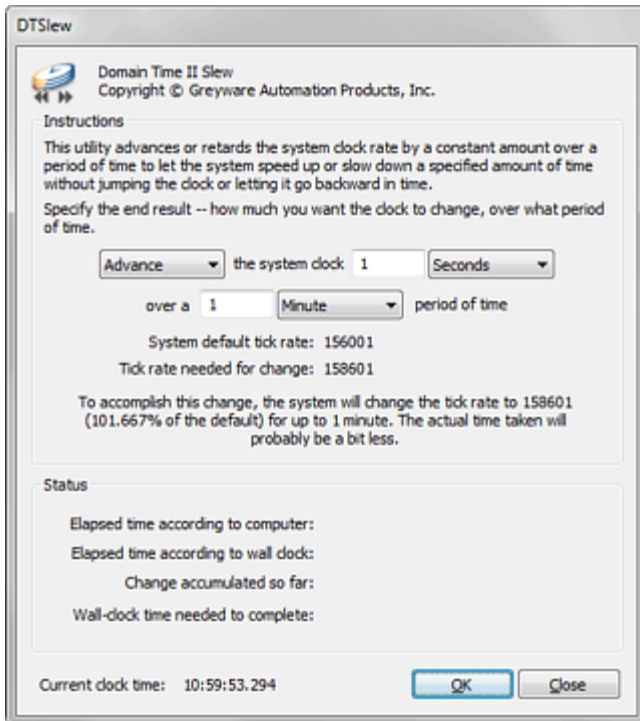 DTSlew
Domain Time II Slew
Copyright © Greyware Automation Products, Inc.
Instructions
This utility advances or retards the system clock rate by a constant amount over a
period of time to let the system speed up or slow down a specified amount of time
without jumping the clock or letting it go backward in time.
Specify the end result -- how much you want the clock to change, over what period
of time.
Advance the system clock 1 Seconds
over a 1 Minute period of time
System default tick rate: 156001
Tick rate needed for change: 158601
To accomplish this change, the system will change the tick rate to 158601
(101.667% of the default) for up to 1 minute. The actual time taken will
probably be a bit less.
Status
Elapsed time according to computer:
Elapsed time according to wall clock:
Change accumulated so far:
Wall-clock time needed to complete:
Current clock time: 10:59:53.294 OK Close